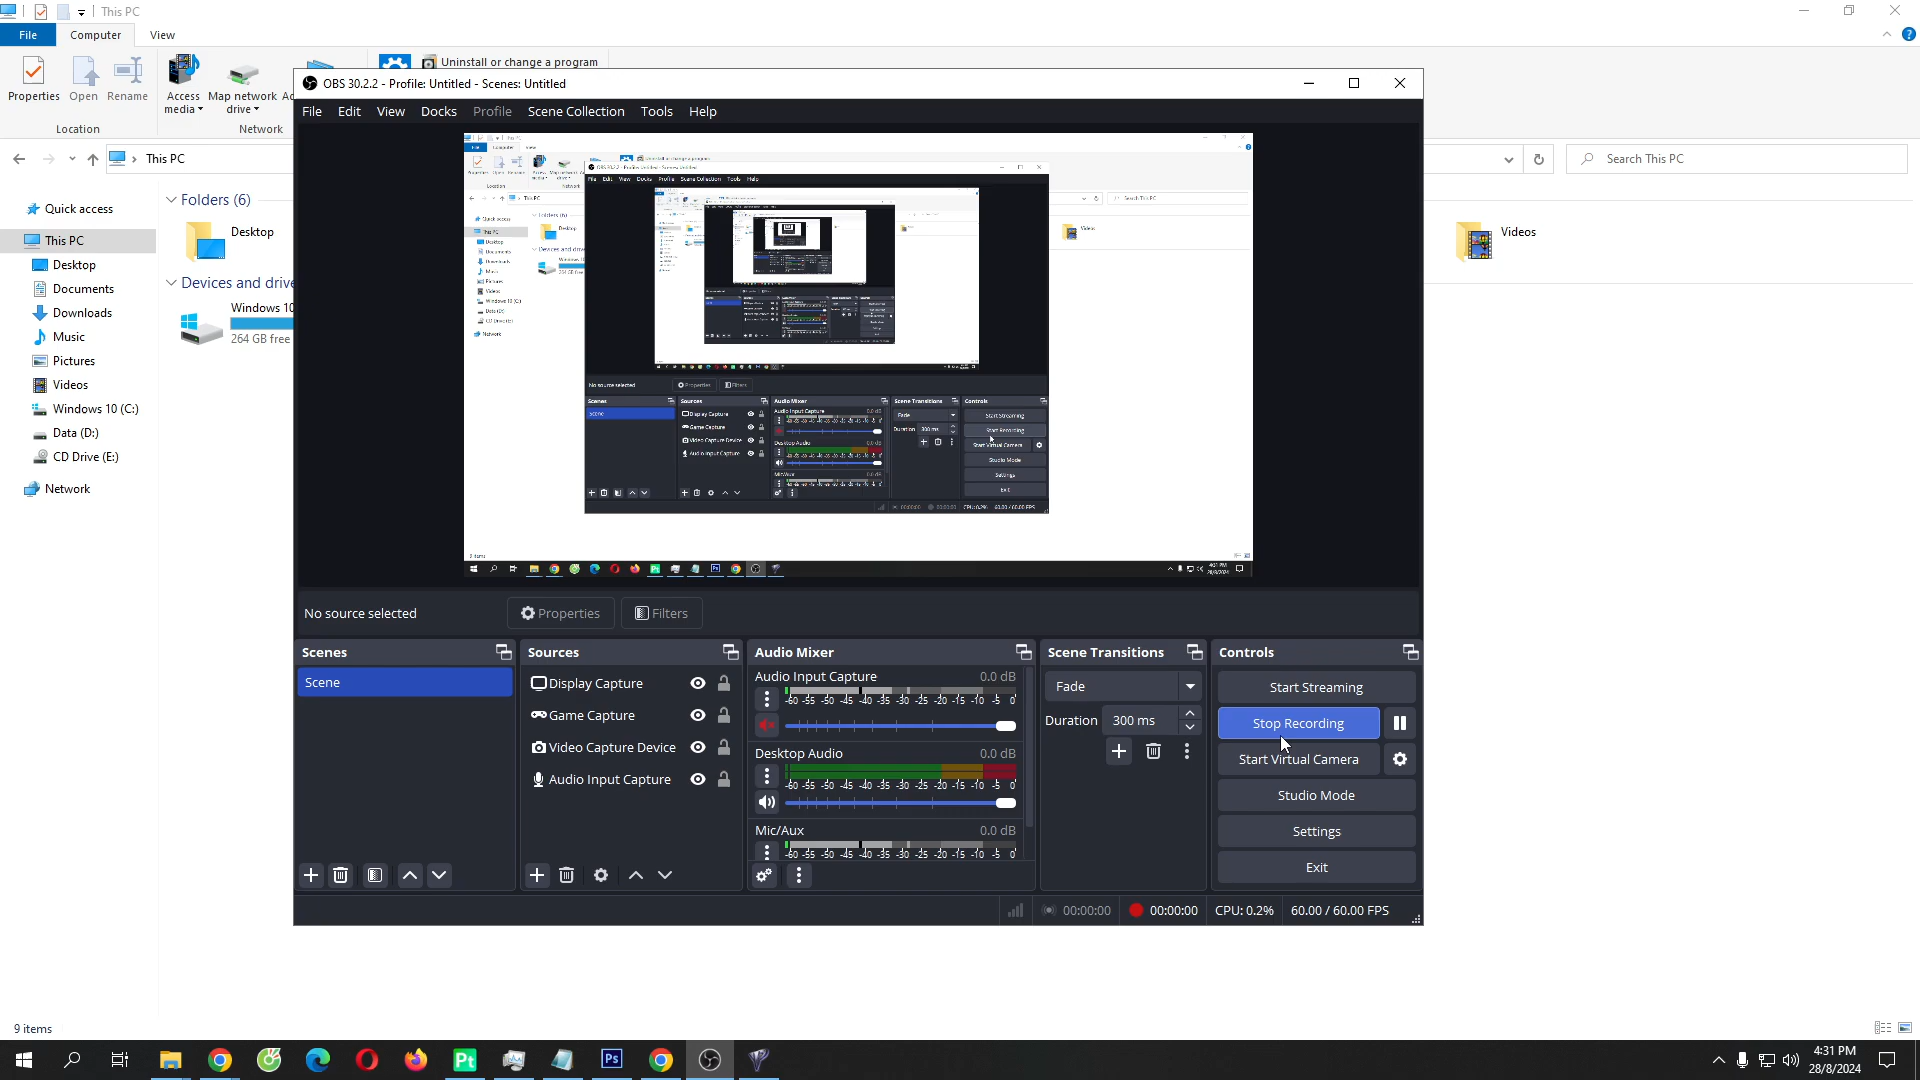 This PC
File
Computer
View
Properties
Open
Rename
Access media
Map network drive
Uninstall or change a program
Location
Network
This PC
Search This PC
Quick access
This PC
Desktop
Documents
Downloads
Music
Pictures
Videos
Windows 10 (C:)
Data (D:)
CD Drive (E:)
Network
Folders (6)
Desktop
Devices and drive
Windows 10
264 GB free
Videos
OBS 30.2.2 - Profile: Untitled - Scenes: Untitled
File Edit View Docks Profile Scene Collection Tools Help
No source selected
Properties
Filters
Scenes
Scene
Sources
Display Capture
Game Capture
Video Capture Device
Audio Input Capture
Audio Mixer
Audio Input Capture 0.0 dB
-60 -55 -50 -45 -40 -35 -30 -25 -20 -15 -10 -5 0
Desktop Audio 0.0 dB
-60 -55 -50 -45 -40 -35 -30 -25 -20 -15 -10 -5 0
Mic/Aux 0.0 dB
-60 -55 -50 -45 -40 -35 -30 -25 -20 -15 -10 -5 0
Scene Transitions
Fade
Duration 300 ms
Controls
Start Streaming
Stop Recording
Start Virtual Camera
Studio Mode
Settings
Exit
00:00:00
00:00:00
CPU: 0.2%
60.00 / 60.00 FPS
9 items
Pt
Ps
4:31 PM
28/8/2024